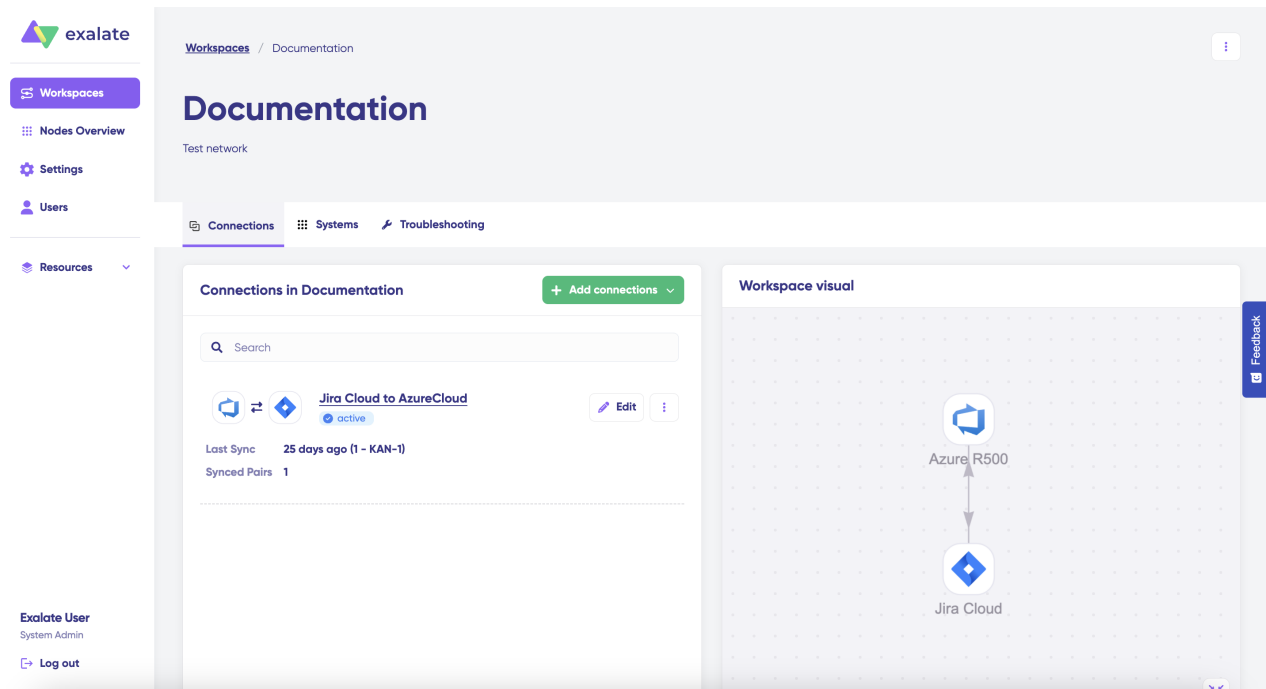 exalate
Workspaces
Nodes Overview
Settings
Users
Resources
Exalate User
System Admin
Log out
Workspaces / Documentation
Documentation
Test network
Connections
Systems
Troubleshooting
Connections in Documentation
Add connections
Search
Jira Cloud to AzureCloud
active
Edit
Last Sync 25 days ago (1 - KAN-1)
Synced Pairs 1
Workspace visual
Azure R500
Jira Cloud
Feedback